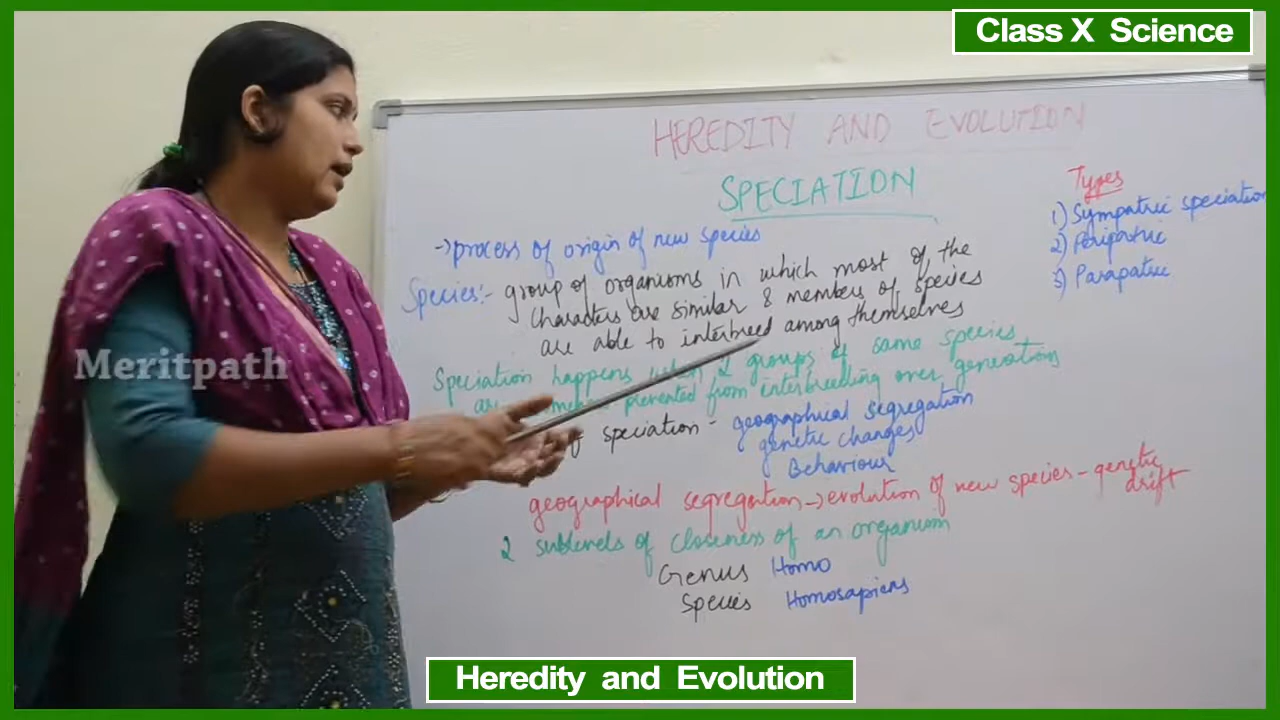 Class X Science
HEREDITY AND EVOLUTION
SPECIATION
→process of origin of new species
Species:- group of organisms in which most of the
characters are similar & members of species
are able to interbreed among themselves
Speciation happens when 2 groups of same species
are prevented from interbreeding over generations
of speciation - geographical segregation
genetic changes
Behaviour
geographical segregation→evolution of new species - genetic
drift
2 sublevels of closeness of an organism
Genus Homo
Species Homosapiens
Types
1) Sympatric speciation
2) Peripatric
3) Parapatric
Meritpath
Heredity and Evolution